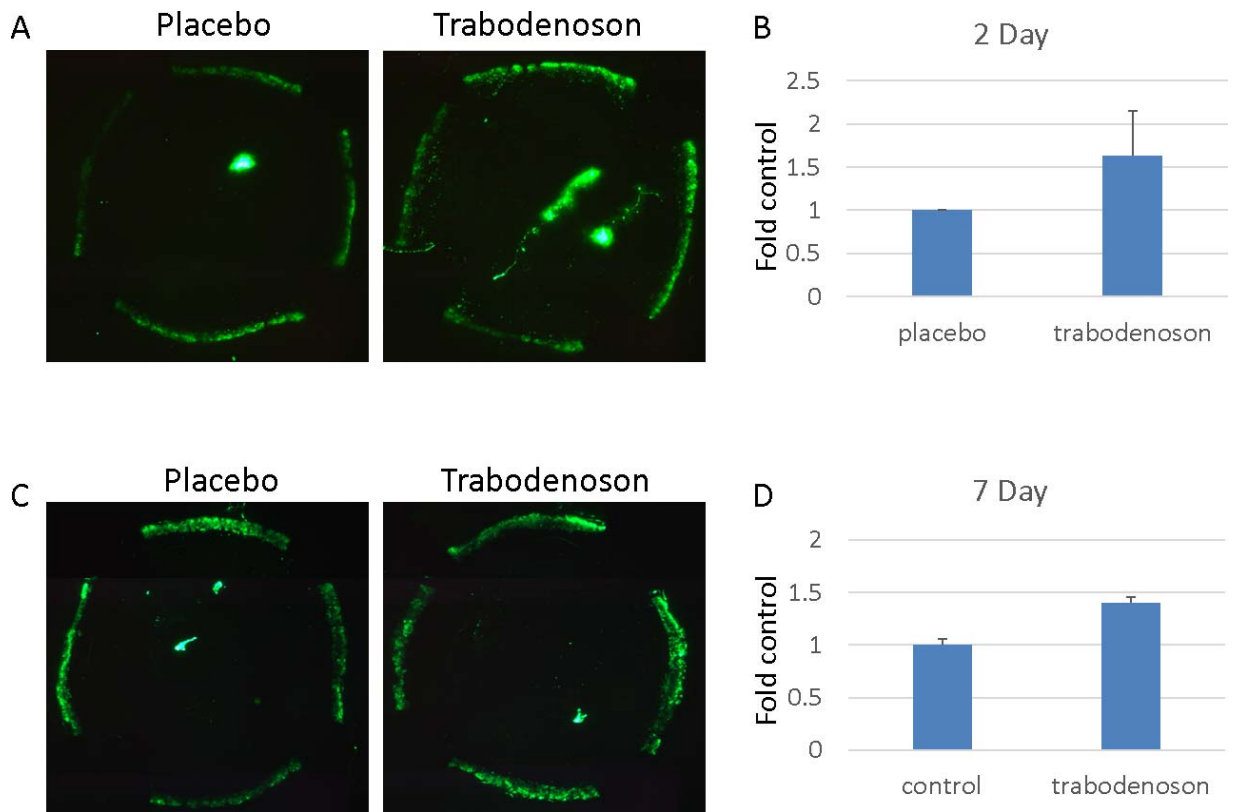 A
Placebo
Trabodenoson
B
2 Day
Fold control
2.5
2
1.5
1
0.5
0
placebo
trabodenoson
C
Placebo
Trabodenoson
D
7 Day
Fold control
2
1.5
1
0.5
0
control
trabodenoson